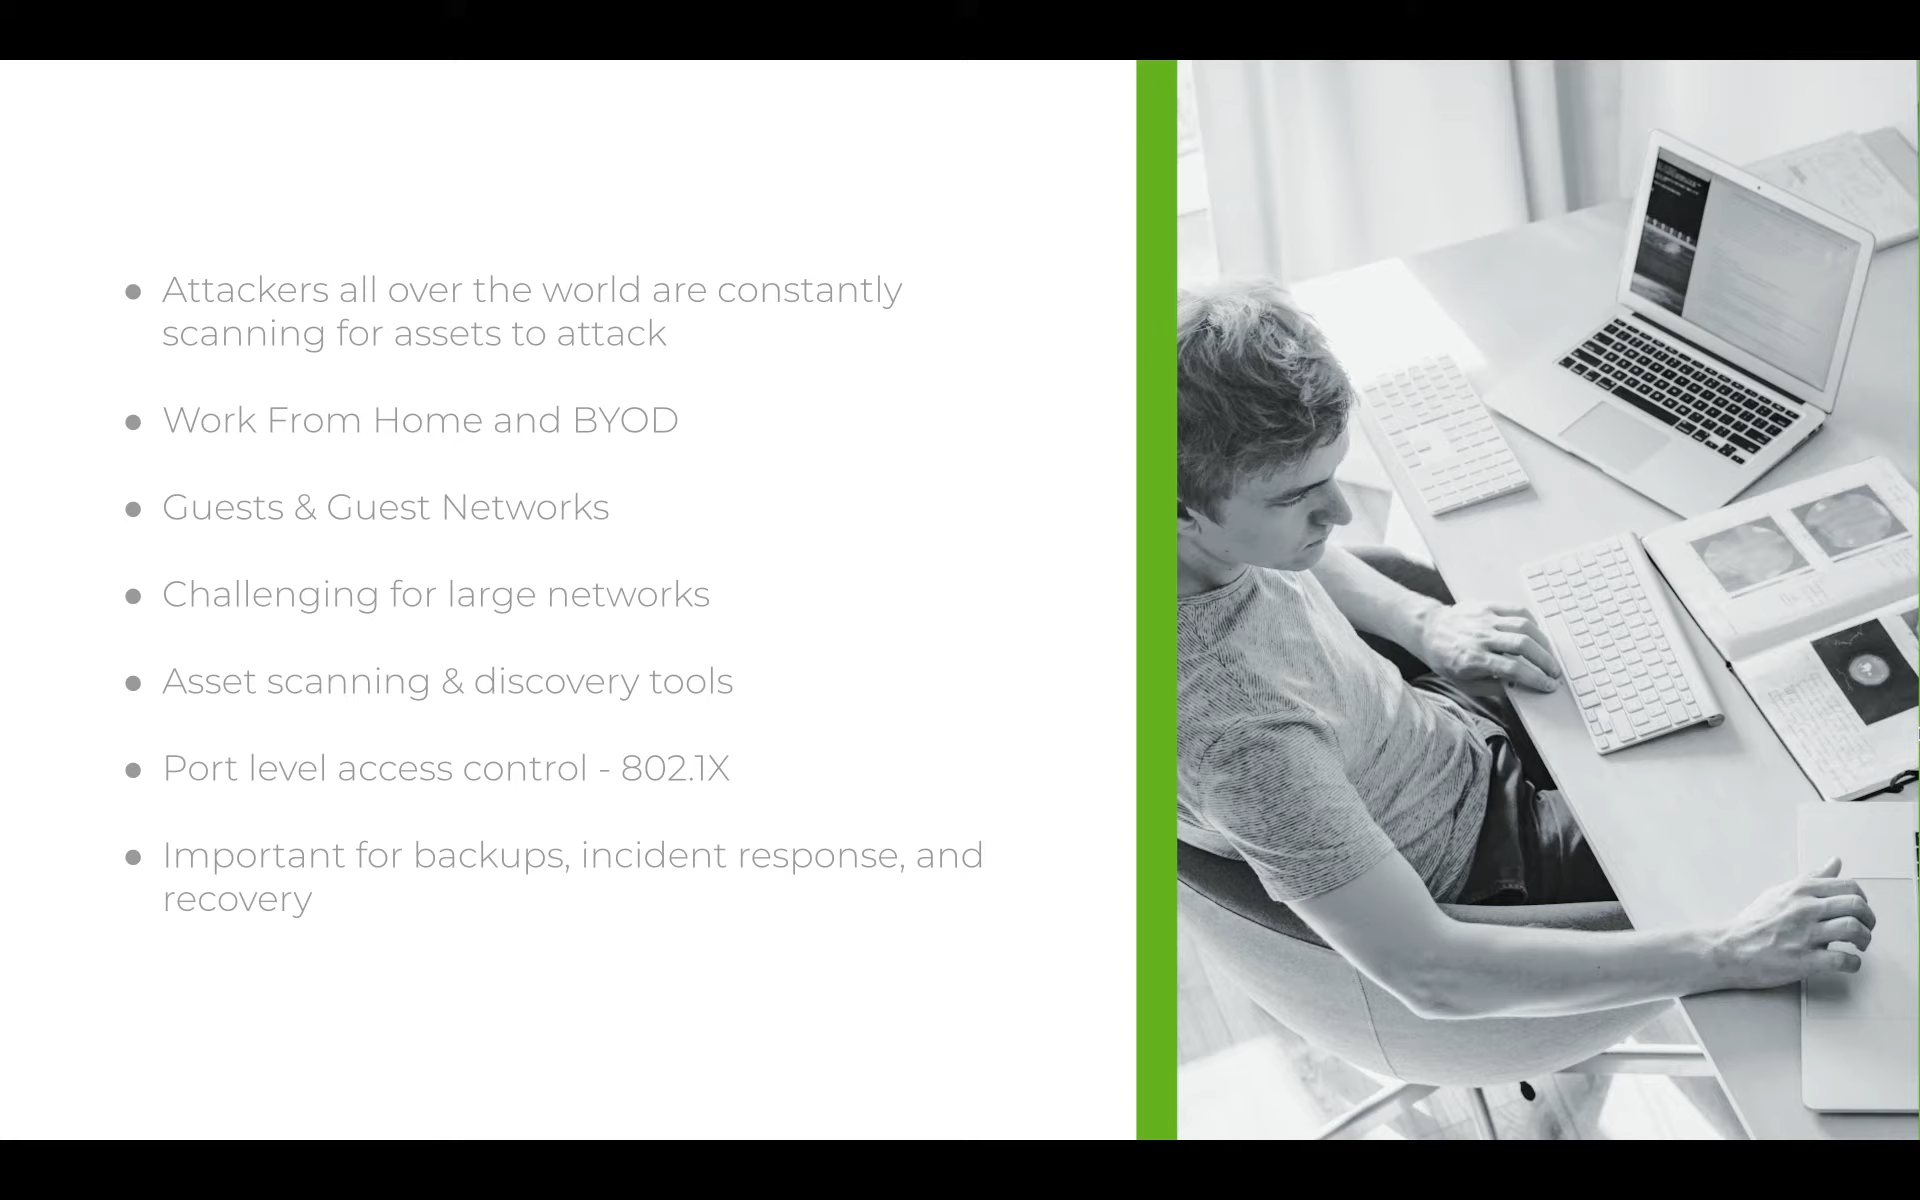 ● Attackers all over the world are constantly
scanning for assets to attack
● Work From Home and BYOD
● Guests & Guest Networks
● Challenging for large networks
● Asset scanning & discovery tools
● Port level access control - 802.1X
● Important for backups, incident response, and
recovery